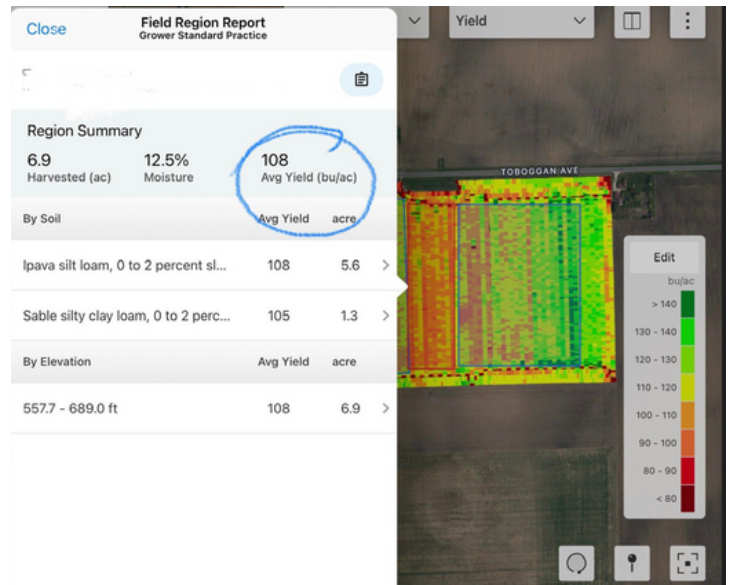 Close
Field Region Report
Grower Standard Practice
Yield
Region Summary
6.9 12.5% 108
Harvested (ac) Moisture Avg Yield (bu/ac)
By Soil Avg Yield acre
Ipava silt loam, 0 to 2 percent sl... 108 5.6
Sable silty clay loam, 0 to 2 perc... 105 1.3
By Elevation Avg Yield acre
557.7 - 689.0 ft 108 6.9
TOBOGGAN AVE
Edit
bu/ac
> 140
130 - 140
120 - 130
110 - 120
100 - 110
90 - 100
80 - 90
< 80